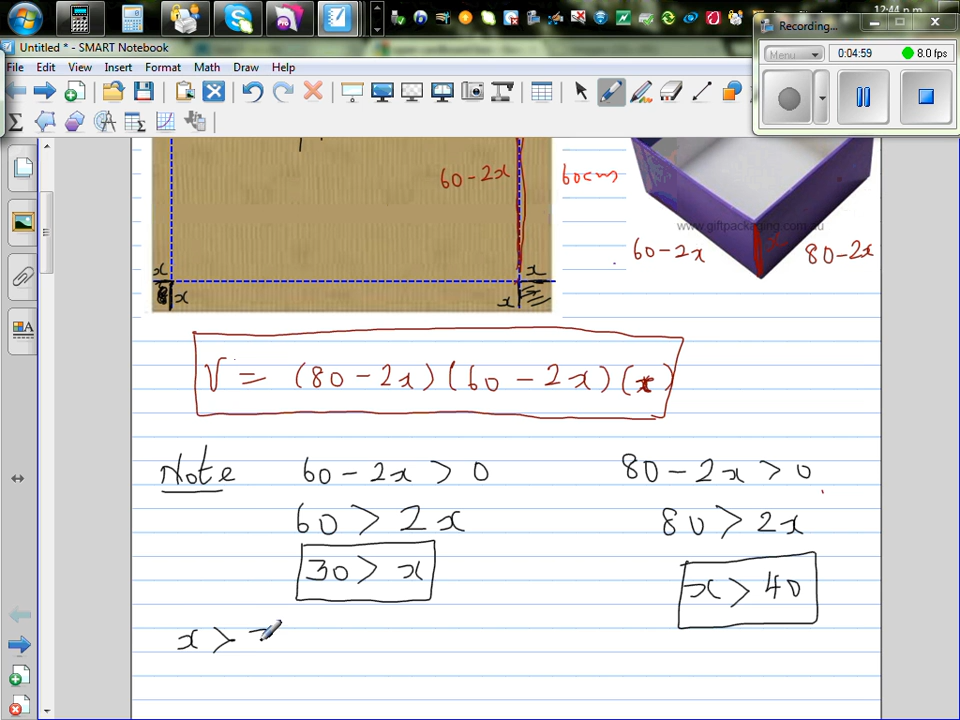 12:44 p.m.
Recording...
Untitled * - SMART Notebook
Menu
0:04:59
8.0 fps
File Edit View Insert Format Math Draw Help
60-2x
60cm
www.giftpackaging.com.au
x
60-2x
80-2x
x
x
x
x
V = (80-2x)(60-2x)(x)
Note
60-2x > 0
80-2x > 0
60 > 2x
80 > 2x
30 > x
x > 40
x >